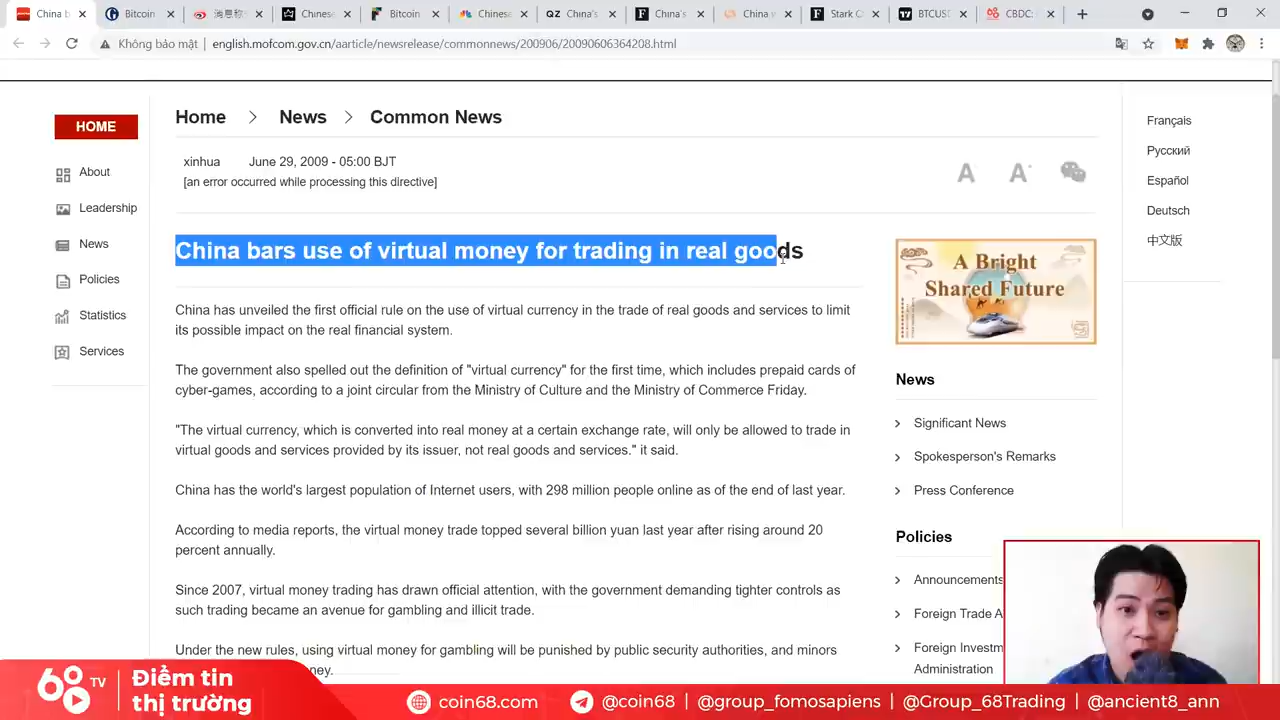 China b
Bitcoin
消息称
Chinese
Bitcoin
Chinese
China's
China's
China y
Stark C
BTCUST
CBDC:
Không bảo mật
english.mofcom.gov.cn/aarticle/newsrelease/commonnews/200906/20090606364208.html
HOME
About
Leadership
News
Policies
Statistics
Services
Home > News > Common News
xinhua June 29, 2009 - 05:00 BJT
[an error occurred while processing this directive]
A A+
China bars use of virtual money for trading in real goods
China has unveiled the first official rule on the use of virtual currency in the trade of real goods and services to limit
its possible impact on the real financial system.
The government also spelled out the definition of "virtual currency" for the first time, which includes prepaid cards of
cyber-games, according to a joint circular from the Ministry of Culture and the Ministry of Commerce Friday.
"The virtual currency, which is converted into real money at a certain exchange rate, will only be allowed to trade in
virtual goods and services provided by its issuer, not real goods and services." it said.
China has the world's largest population of Internet users, with 298 million people online as of the end of last year.
According to media reports, the virtual money trade topped several billion yuan last year after rising around 20
percent annually.
Since 2007, virtual money trading has drawn official attention, with the government demanding tighter controls as
such trading became an avenue for gambling and illicit trade.
Under the new rules, using virtual money for gambling will be punished by public security authorities, and minors
ney.
A Bright
Shared Future
News
Significant News
Spokesperson's Remarks
Press Conference
Policies
Announcements
Foreign Trade A
Foreign Investm
Administration
Français
Русский
Español
Deutsch
中文版
68 TV
Điểm tin
thị trường
coin68.com
@coin68 | @group_fomosapiens | @Group_68Trading | @ancient8_ann